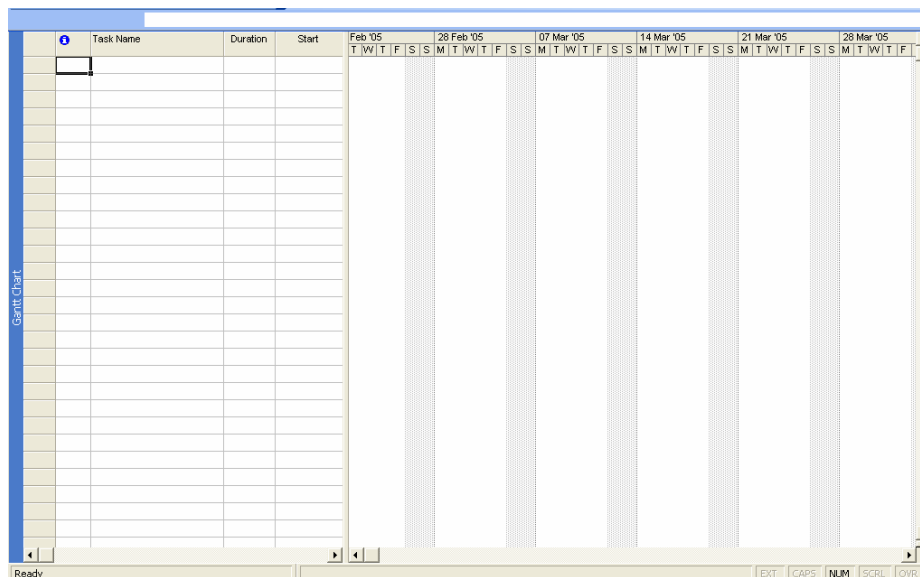 Task Name Duration Start Feb '05 28 Feb '05 07 Mar '05 14 Mar '05 21 Mar '05 28 Mar '05
T W T F S S M T W T F S S M T W T F S S M T W T F S S M T W T F S S M T W T F
Gantt Chart
Ready EXT CAPS NUM SCRL OVR